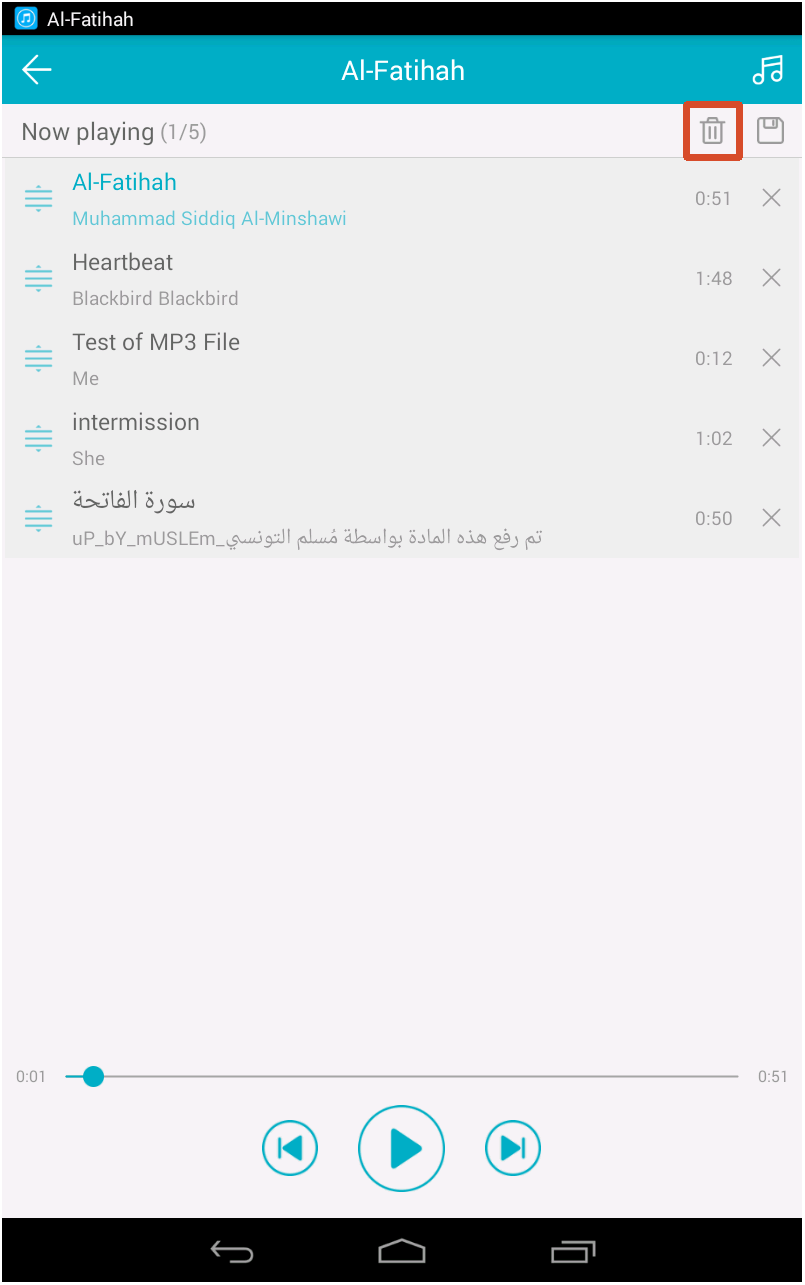 Al-Fatihah
Al-Fatihah
Now playing (1/5)
Al-Fatihah
0:51
Muhammad Siddiq Al-Minshawi
Heartbeat
1:48
Blackbird Blackbird
Test of MP3 File
0:12
Me
intermission
1:02
She
سورة الفاتحة
0:50
uP_bY_mUSLEm_تم رفع هذه المادة بواسطة مُسلم التونسي
0:01
0:51